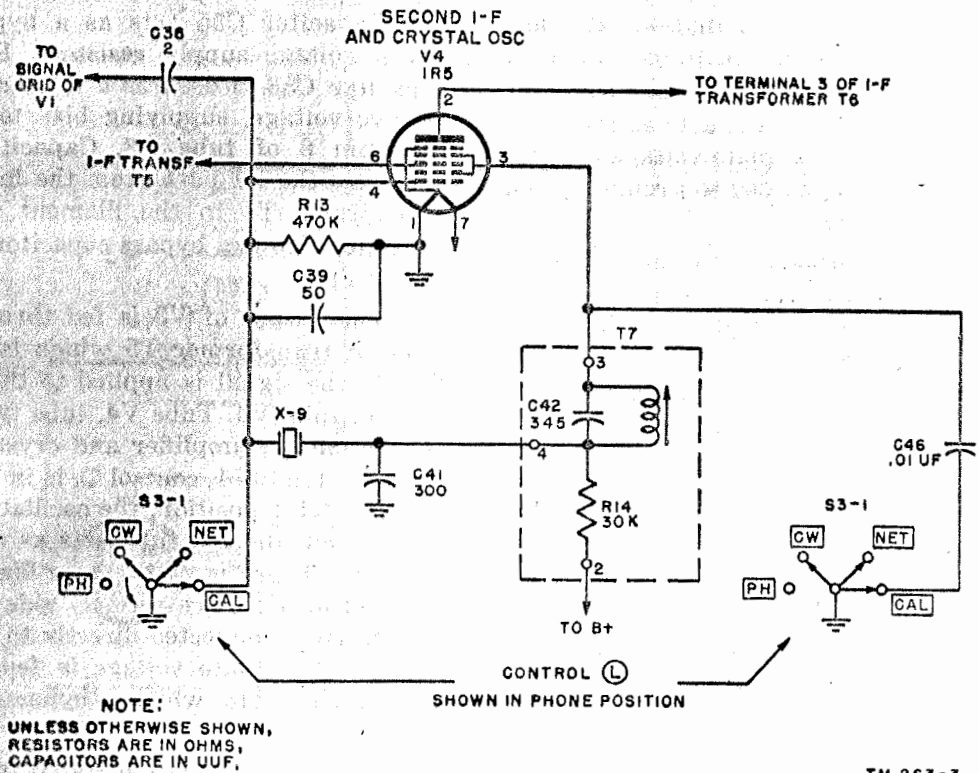 SECOND I-F
AND CRYSTAL OSC
V4
1R5
C38
2
TO
SIGNAL
GRID OF
V1
2
TO TERMINAL 3 OF I-F
TRANSFORMER T6
TO
I-F TRANSF
T5
6
3
4
1
7
R13
470K
C39
50
T7
3
C42
345
X-9
4
C41
300
R14
30K
C46
.01 UF
2
TO B+
S3-1
CW
NET
PH
CAL
S3-1
CW
NET
PH
CAL
CONTROL L
SHOWN IN PHONE POSITION
NOTE:
UNLESS OTHERWISE SHOWN,
RESISTORS ARE IN OHMS,
CAPACITORS ARE IN UUF,